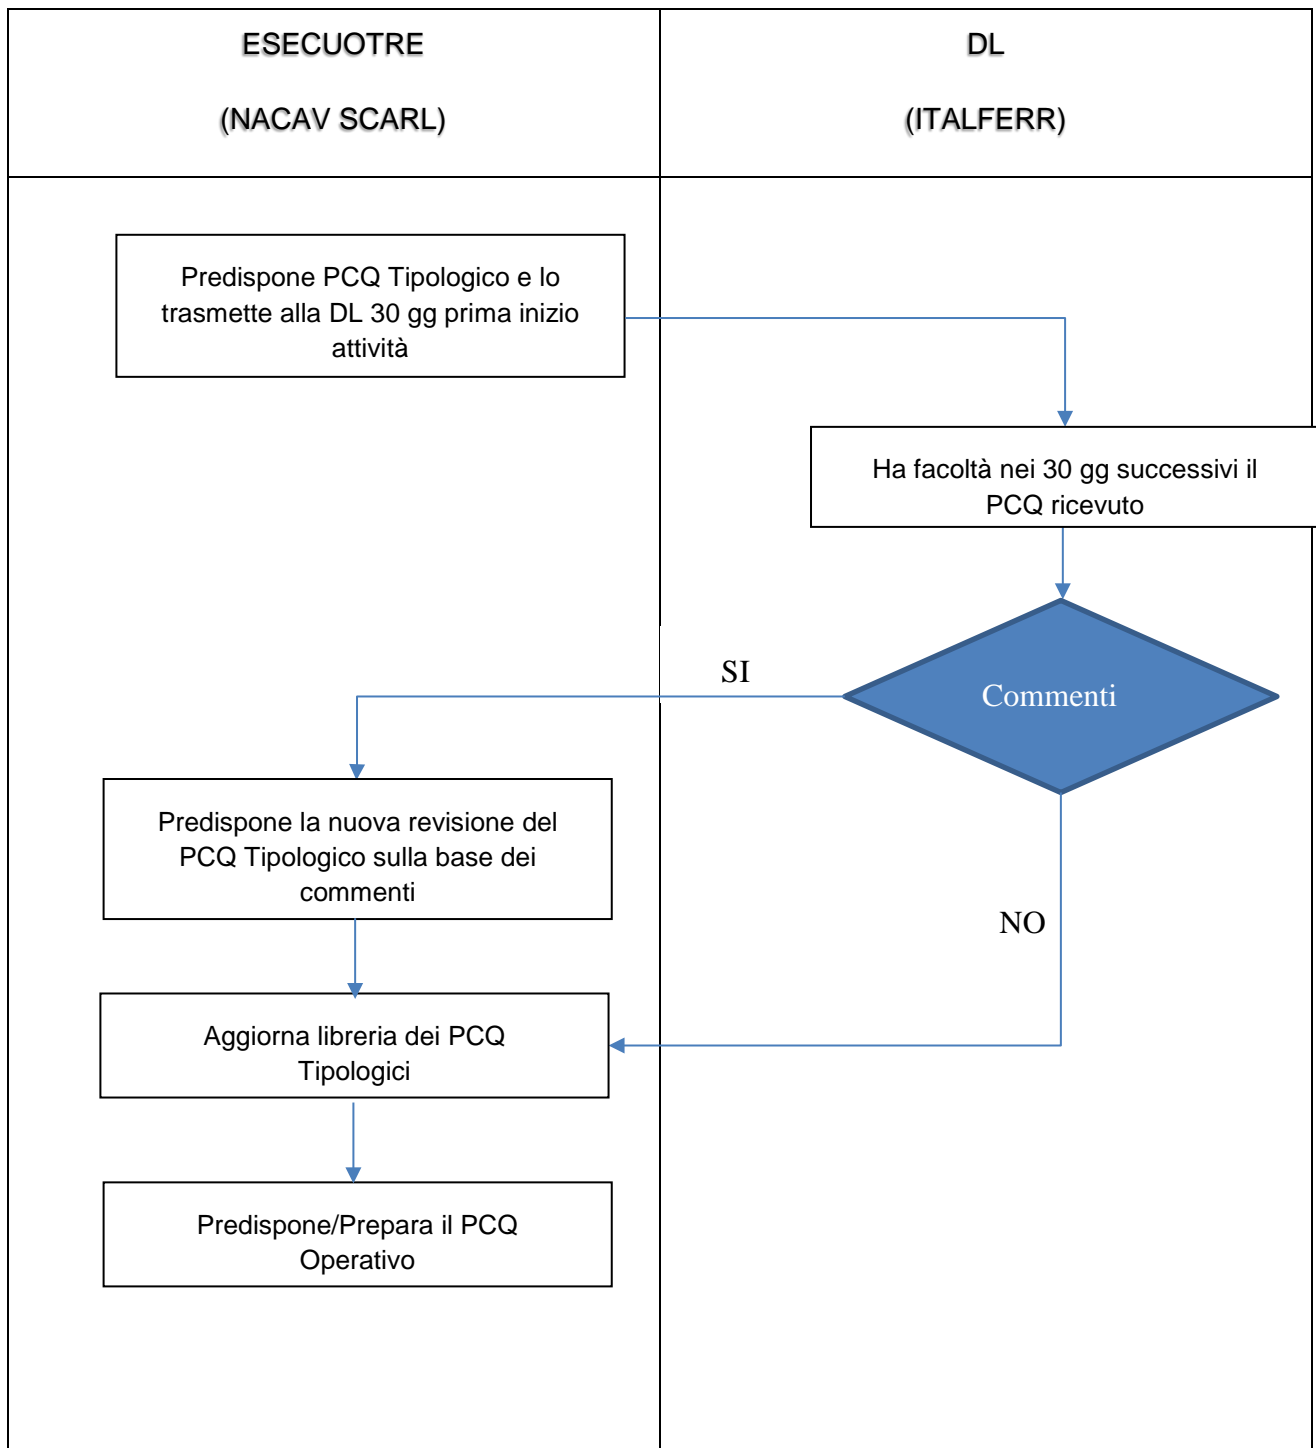 ESECUOTRE
(NACAV SCARL)
DL
(ITALFERR)
Predispone PCQ Tipologico e lo
trasmette alla DL 30 gg prima inizio
attività
Ha facoltà nei 30 gg successivi il
PCQ ricevuto
Commenti
SI
Predispone la nuova revisione del
PCQ Tipologico sulla base dei
commenti
NO
Aggiorna libreria dei PCQ
Tipologici
Predispone/Prepara il PCQ
Operativo